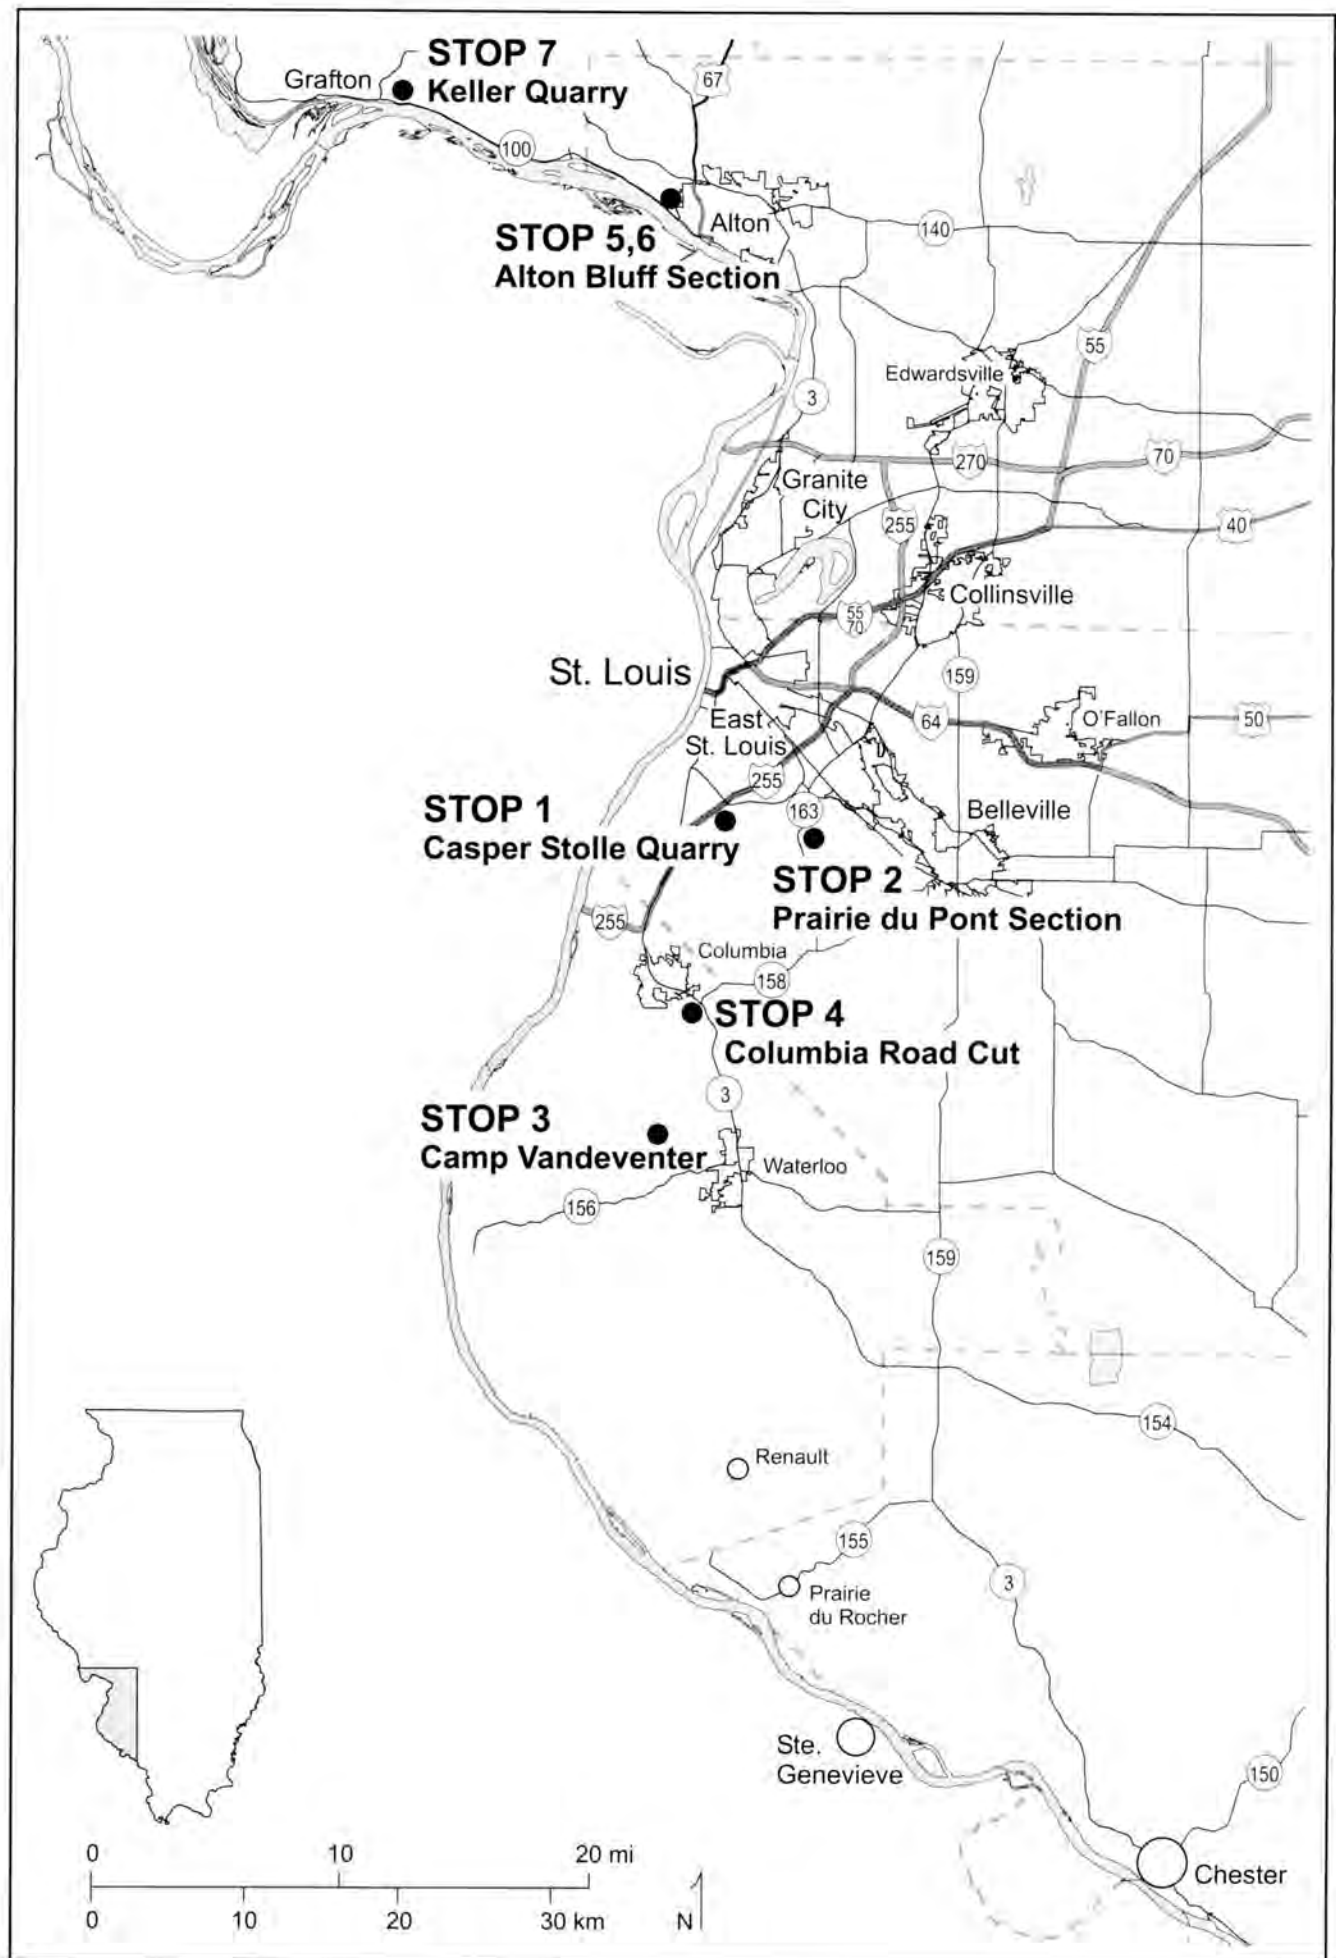 STOP 7
Grafton
Keller Quarry
67
100
Alton
140
STOP 5,6
Alton Bluff Section
55
Edwardsville
3
270
70
Granite
City
255
40
Collinsville
55
70
St. Louis
159
East
St. Louis
64
O'Fallon
50
255
STOP 1
Casper Stolle Quarry
163
Belleville
STOP 2
Prairie du Pont Section
255
Columbia
158
STOP 4
Columbia Road Cut
3
STOP 3
Camp Vandeventer
Waterloo
156
159
154
Renault
155
3
Prairie
du Rocher
Ste.
Genevieve
150
Chester
0 10 20 mi
0 10 20 30 km
N